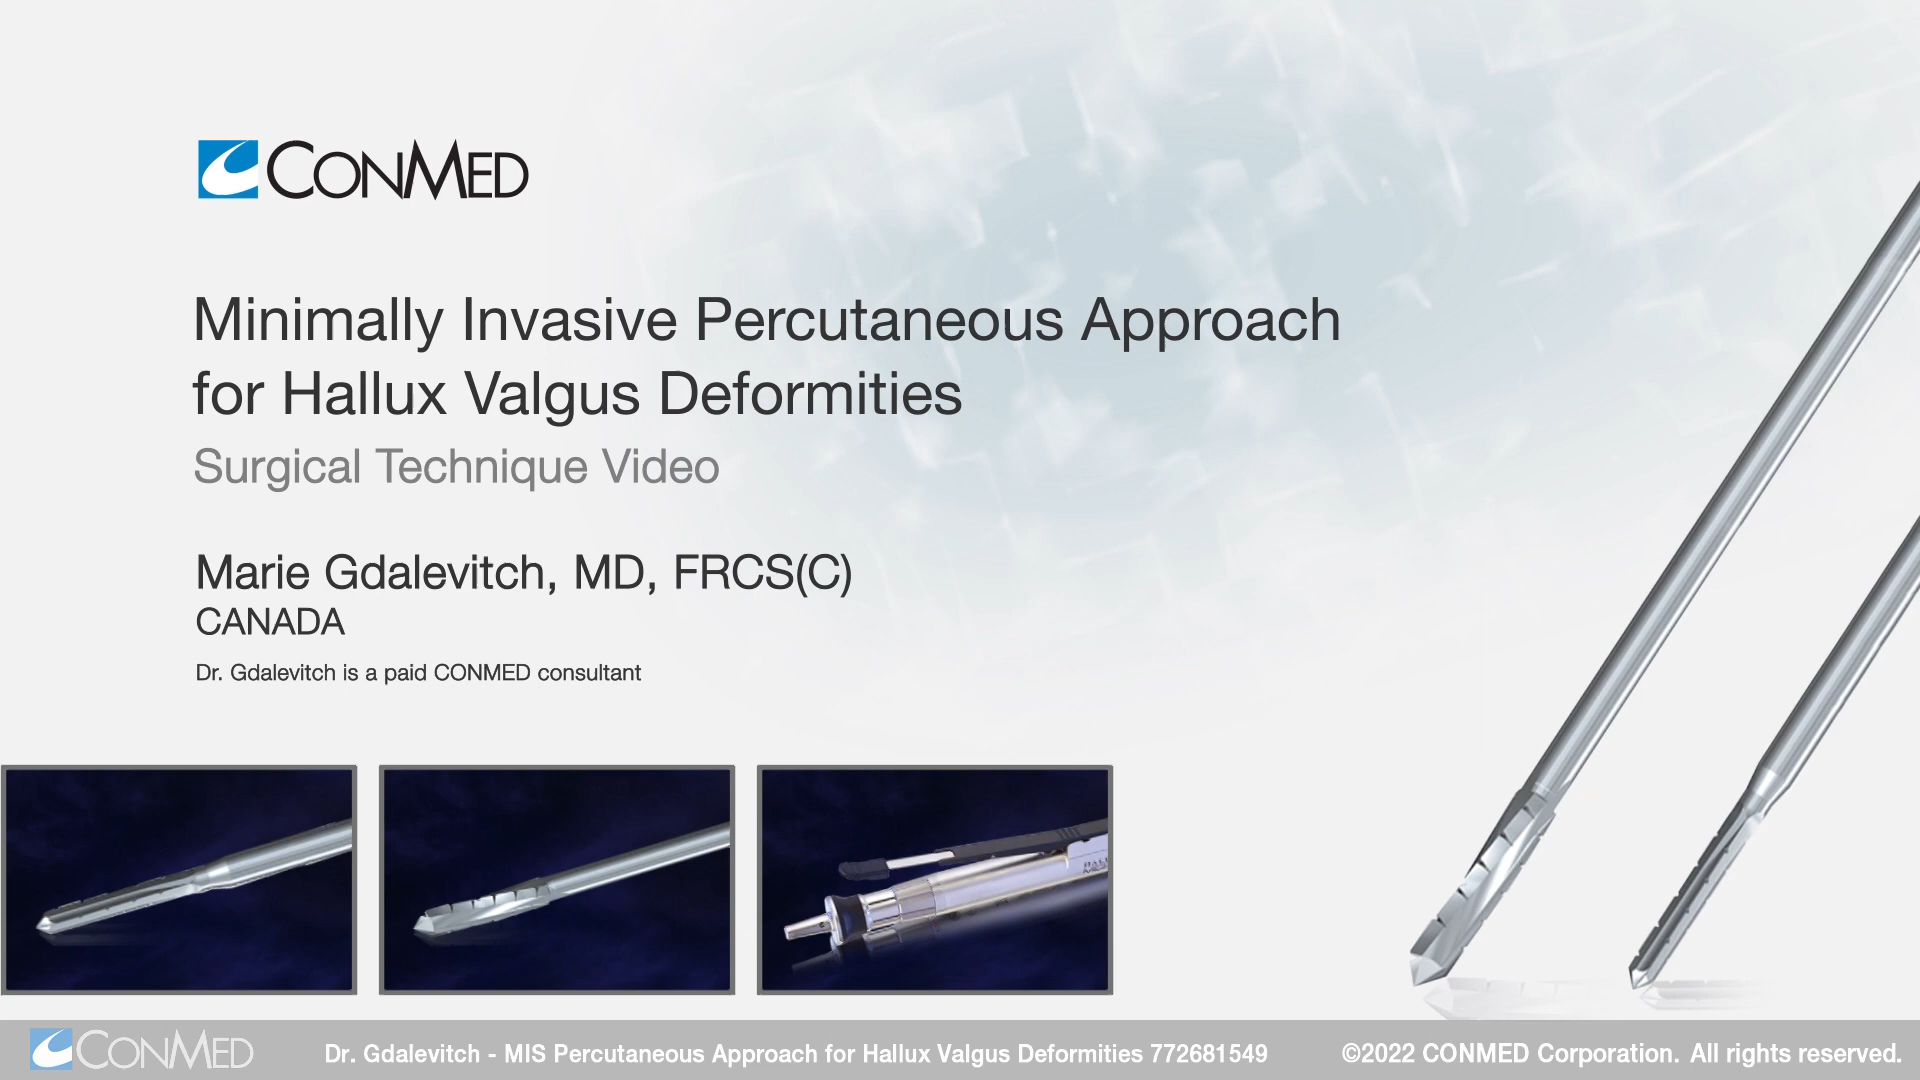 CONMED
Minimally Invasive Percutaneous Approach
for Hallux Valgus Deformities
Surgical Technique Video
Marie Gdalevitch, MD, FRCS(C)
CANADA
Dr. Gdalevitch is a paid CONMED consultant
CONMED
Dr. Gdalevitch - MIS Percutaneous Approach for Hallux Valgus Deformities 772681549
©2022 CONMED Corporation. All rights reserved.